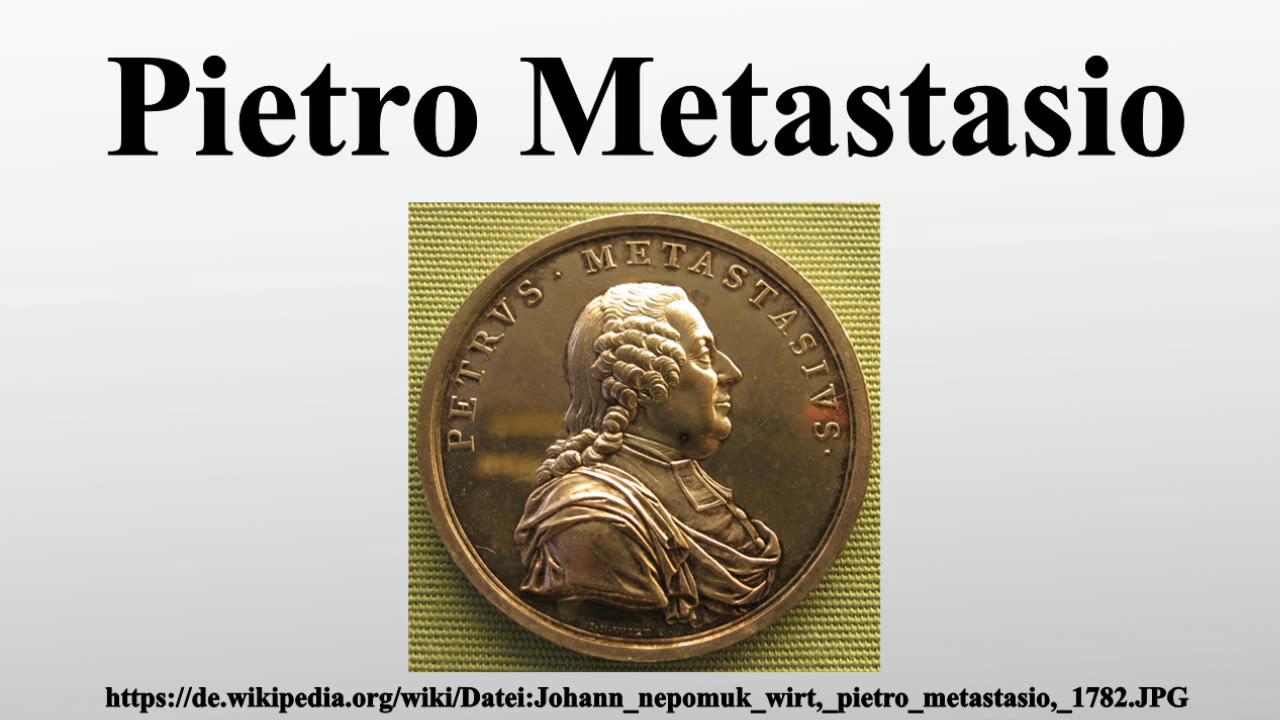 Pietro Metastasio
PETRVS · METASTASIVS ·
https://de.wikipedia.org/wiki/Datei:Johann_nepomuk_wirt,_pietro_metastasio,_1782.JPG